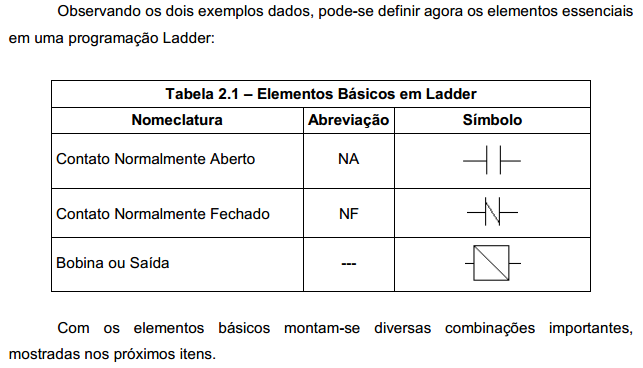 Observando os dois exemplos dados, pode-se definir agora os elementos essenciais
em uma programação Ladder:
Tabela 2.1 – Elementos Básicos em Ladder
Nomeclatura Abreviação Símbolo
Contato Normalmente Aberto NA
Contato Normalmente Fechado NF
Bobina ou Saída ---
Com os elementos básicos montam-se diversas combinações importantes,
mostradas nos próximos itens.